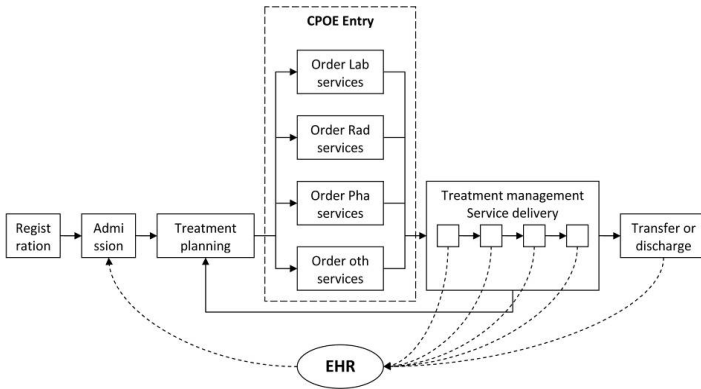 CPOE Entry
Order Lab
services
Order Rad
services
Order Pha
services
Order oth
services
Regist
ration
Admi
ssion
Treatment
planning
Treatment management
Service delivery
Transfer or
discharge
EHR